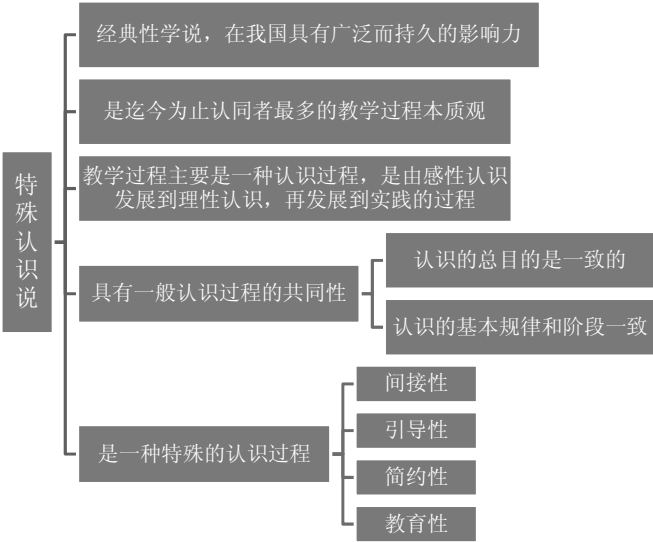 特殊认识说
经典性学说，在我国具有广泛而持久的影响力
是迄今为止认同者最多的教学过程本质观
教学过程主要是一种认识过程，是由感性认识
发展到理性认识，再发展到实践的过程
具有一般认识过程的共同性
认识的总目的是一致的
认识的基本规律和阶段一致
是一种特殊的认识过程
间接性
引导性
简约性
教育性